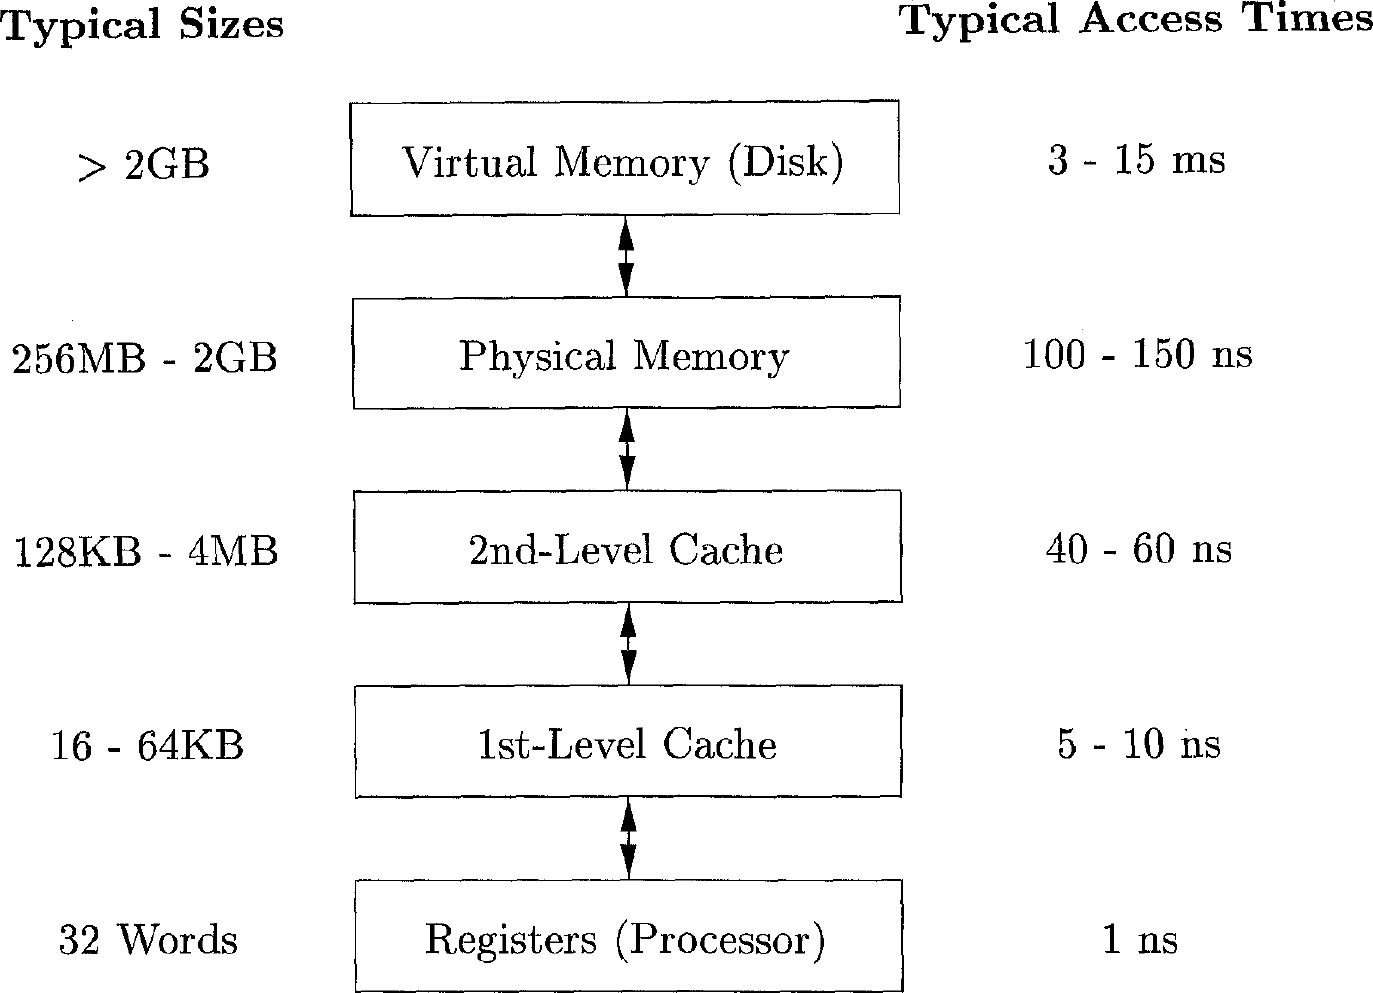 Typical Sizes
Typical Access Times
> 2GB
Virtual Memory (Disk)
3 - 15 ms
256MB - 2GB
Physical Memory
100 - 150 ns
128KB - 4MB
2nd-Level Cache
40 - 60 ns
16 - 64KB
1st-Level Cache
5 - 10 ns
32 Words
Registers (Processor)
1 ns